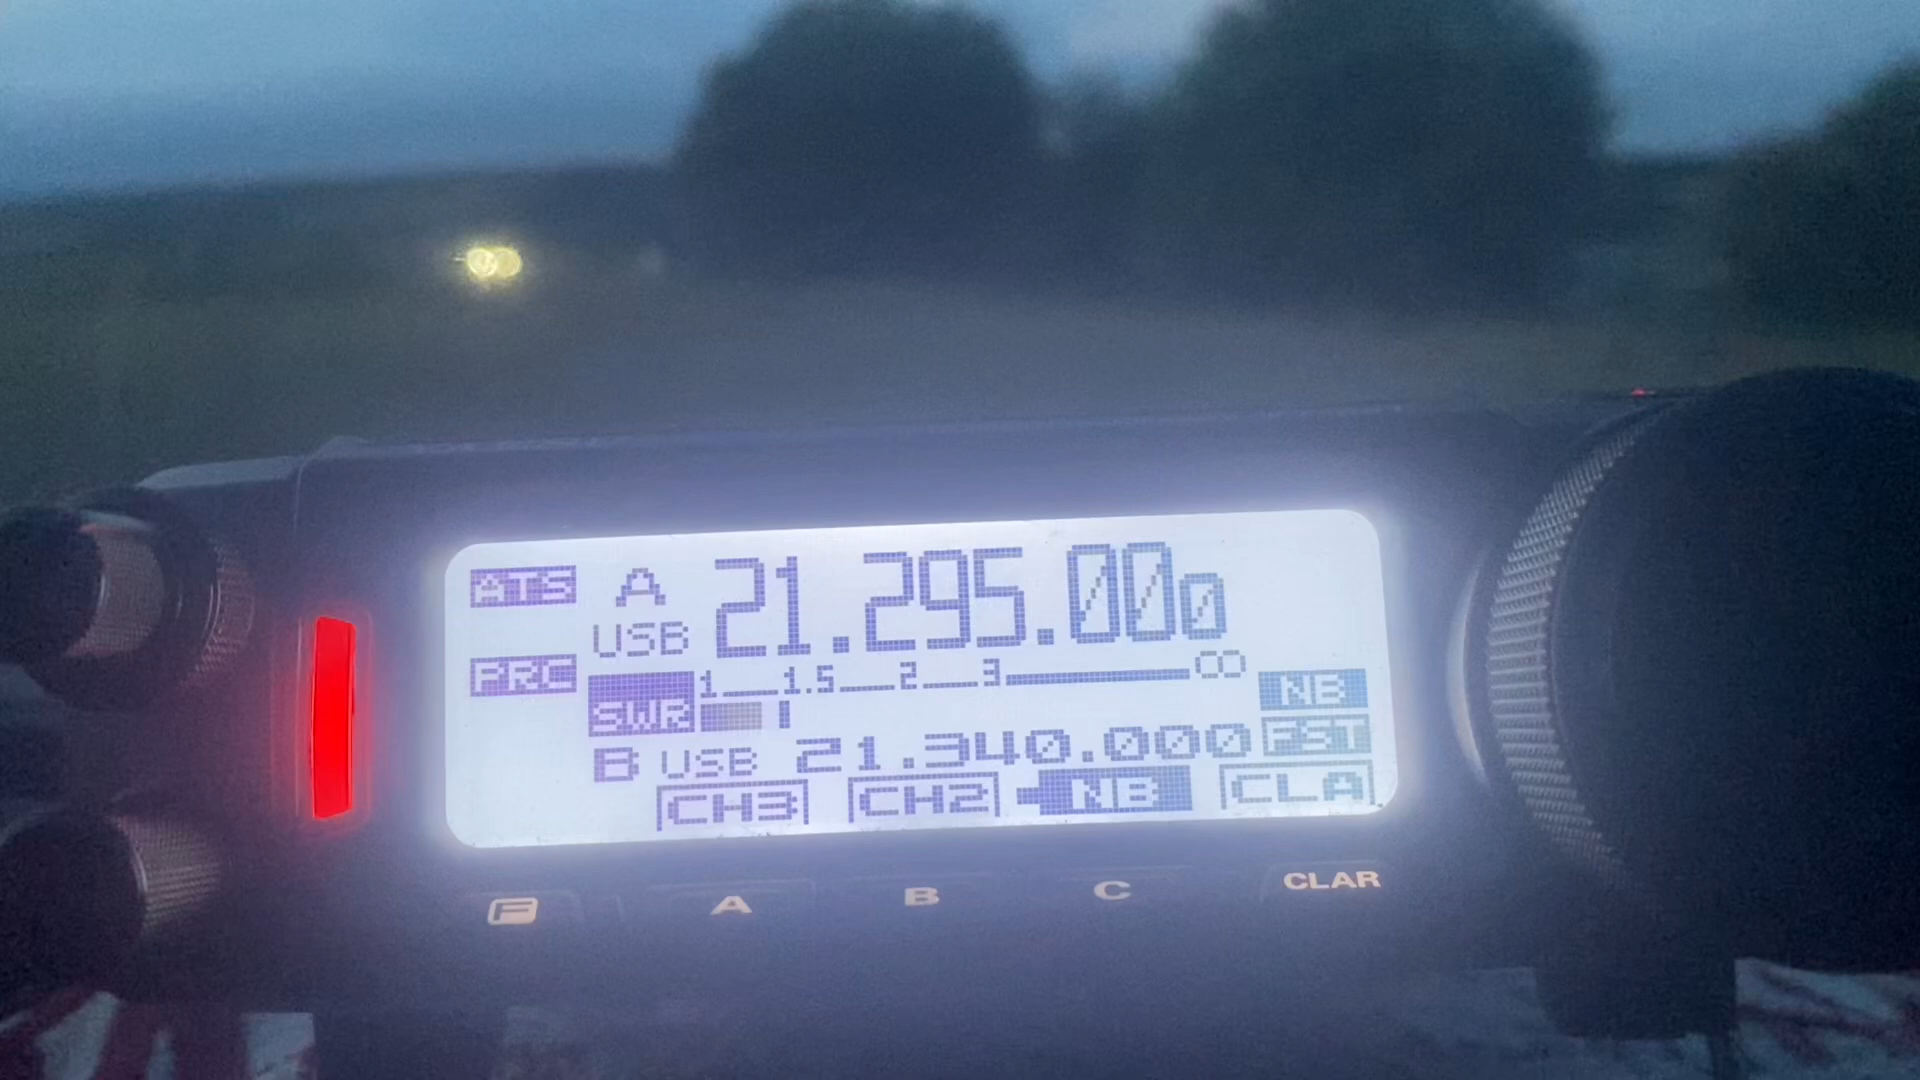 ATS A 21.295.000
USB
PRC 1 1.5 2 3 ∞ NB
SWR
B USB 21.340.000 FST
CH3 CH2 NB CLA
F A B C CLAR